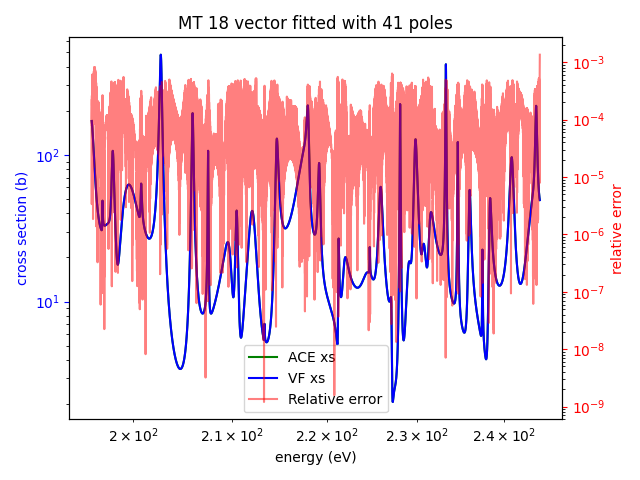 MT 18 vector fitted with 41 poles
cross section (b)
10²
10¹
10⁻³
10⁻⁴
10⁻⁵
10⁻⁶
10⁻⁷
10⁻⁸
10⁻⁹
relative error
ACE xs
VF xs
Relative error
2 × 10² 2.1 × 10² 2.2 × 10² 2.3 × 10² 2.4 × 10²
energy (eV)